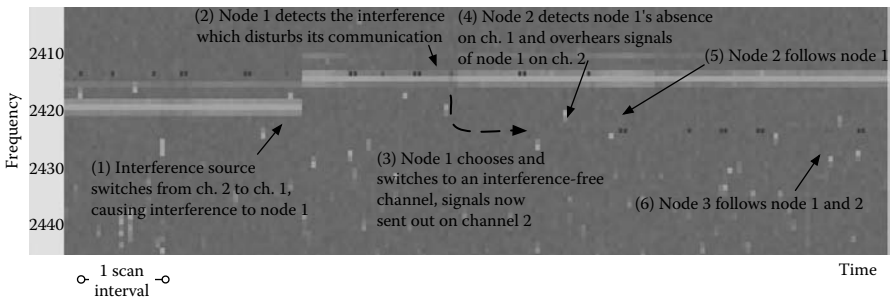 (2) Node 1 detects the interference
which disturbs its communication
(4) Node 2 detects node 1's absence
on ch. 1 and overhears signals
of node 1 on ch. 2
(5) Node 2 follows node 1
2410
2420
2430
2440
Frequency
(1) Interference source
switches from ch. 2 to ch. 1,
causing interference to node 1
(3) Node 1 chooses and
switches to an interference-free
channel, signals now
sent out on channel 2
(6) Node 3 follows node 1 and 2
1 scan
interval
Time